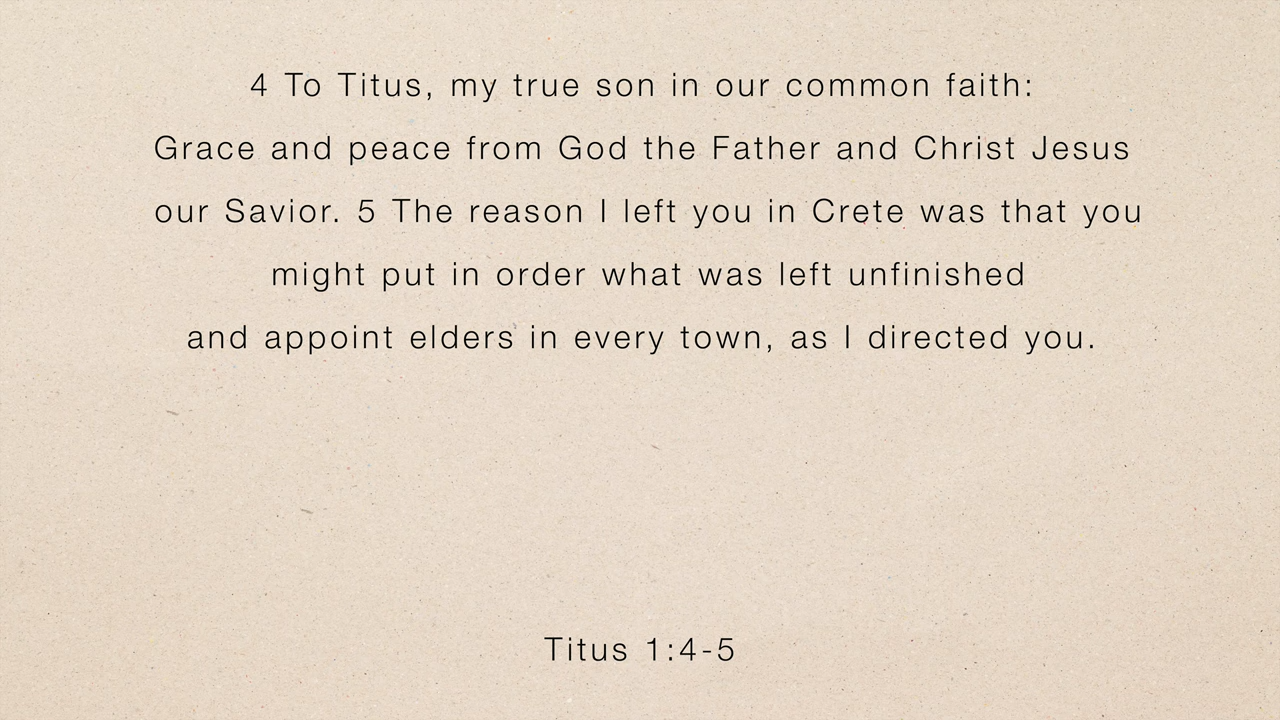 4 To Titus, my true son in our common faith:
Grace and peace from God the Father and Christ Jesus
our Savior. 5 The reason I left you in Crete was that you
might put in order what was left unfinished
and appoint elders in every town, as I directed you.
Titus 1:4-5